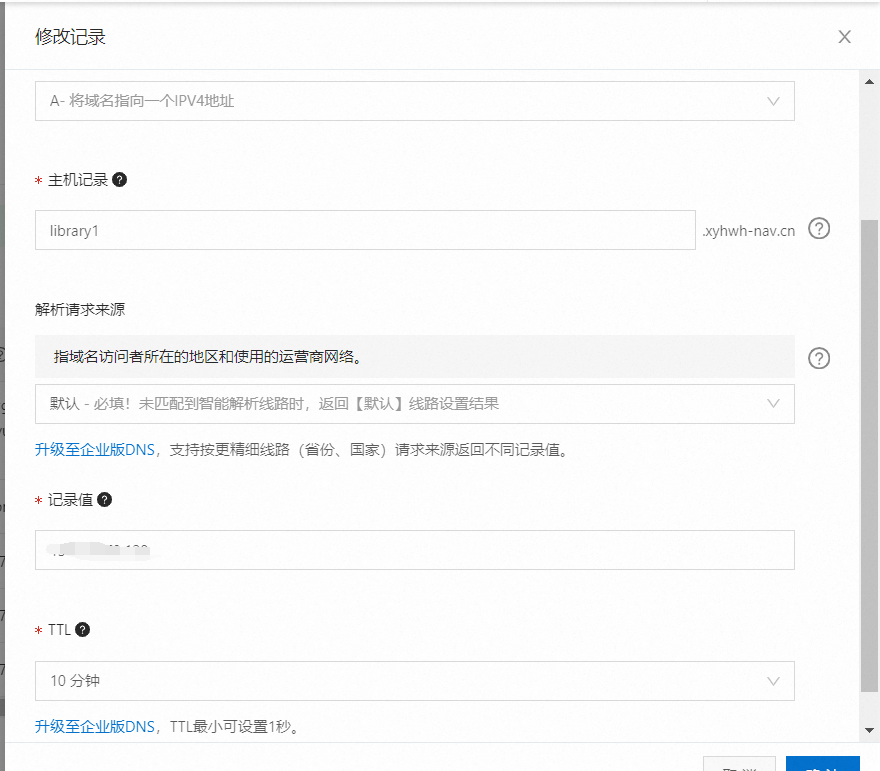 修改记录
A- 将域名指向一个IPV4地址
* 主机记录
library1 .xyhwh-nav.cn
解析请求来源
指域名访问者所在的地区和使用的运营商网络。
默认 - 必填！未匹配到智能解析线路时，返回【默认】线路设置结果
升级至企业版DNS，支持按更精细线路（省份、国家）请求来源返回不同记录值。
* 记录值
* TTL
10 分钟
升级至企业版DNS，TTL最小可设置1秒。